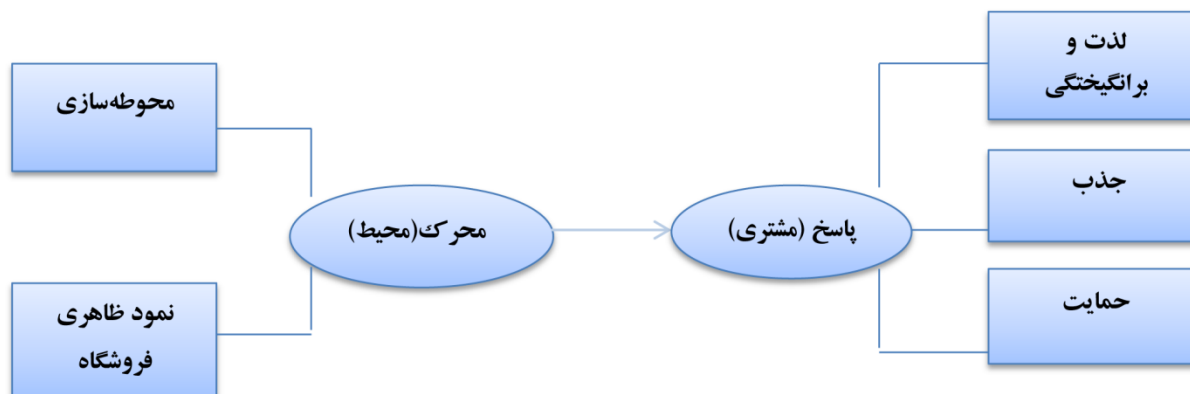 لذت و
برانگیختگی
محوطه‌سازی
جذب
محرک(محیط)
پاسخ (مشتری)
حمایت
نمود ظاهری
فروشگاه